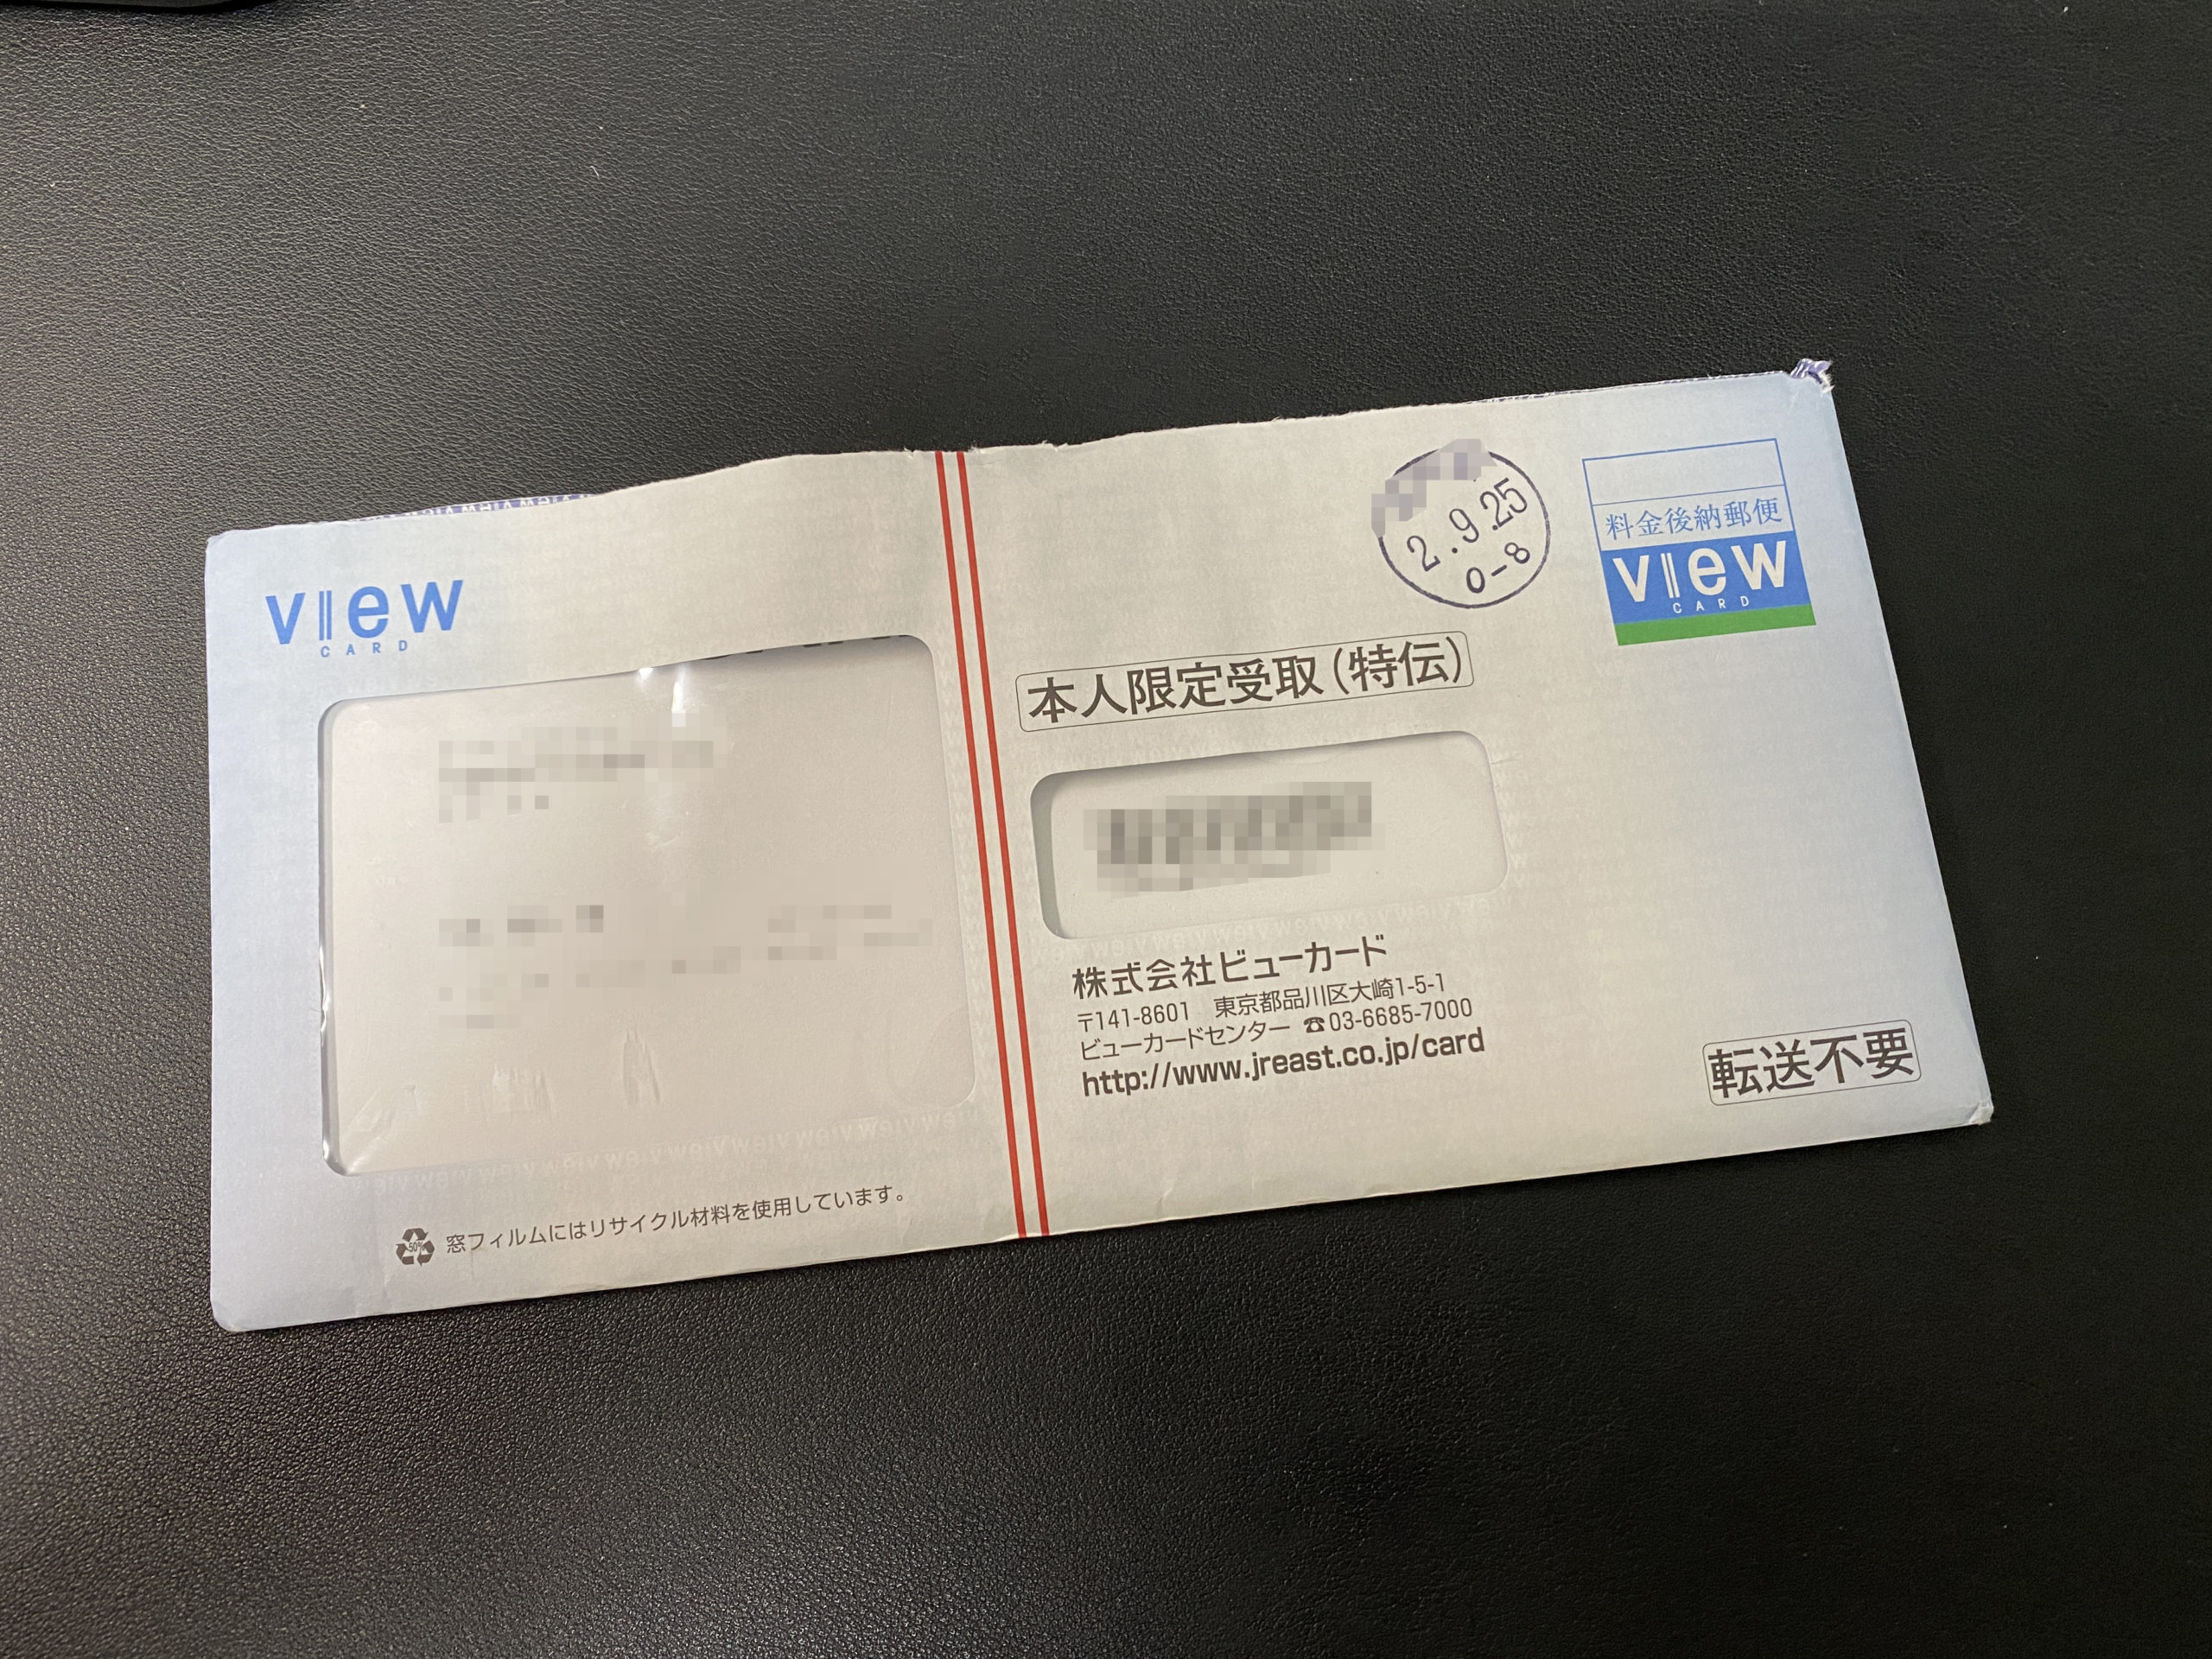 view
CARD
2.9.25
0-8
料金後納郵便
view
CARD
本人限定受取(特伝)
株式会社ビューカード
〒141-8601 東京都品川区大崎1-5-1
ビューカードセンター ☎03-6685-7000
http://www.jreast.co.jp/card
転送不要
50%
窓フィルムにはリサイクル材料を使用しています。